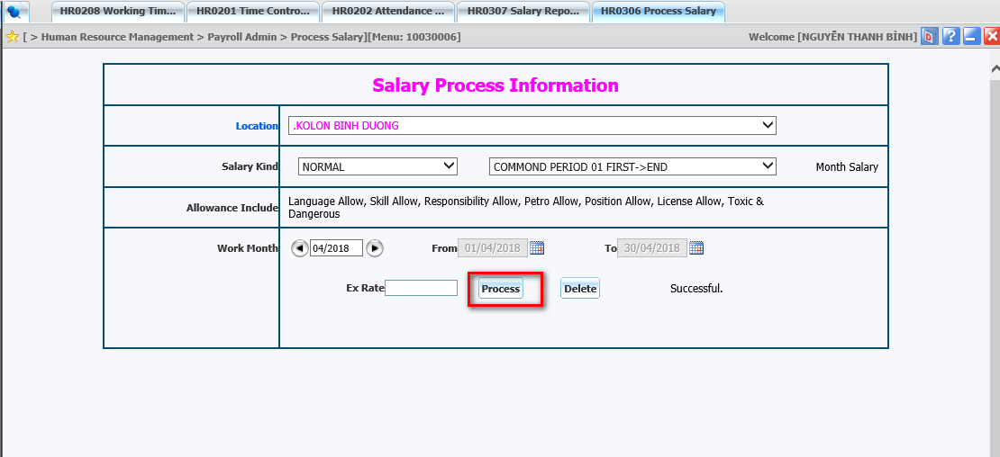 HR0208 Working Tim...
HR0201 Time Contro...
HR0202 Attendance ...
HR0307 Salary Repo...
HR0306 Process Salary
[ > Human Resource Management > Payroll Admin > Process Salary][Menu: 10030006]
Welcome [NGUYỄN THANH BÌNH]
Salary Process Information
Location
.KOLON BINH DUONG
Salary Kind
NORMAL
COMMOND PERIOD 01 FIRST->END
Month Salary
Allowance Include
Language Allow, Skill Allow, Responsibility Allow, Petro Allow, Position Allow, License Allow, Toxic &
Dangerous
Work Month
04/2018
From 01/04/2018
To 30/04/2018
Ex Rate
Process
Delete
Successful.